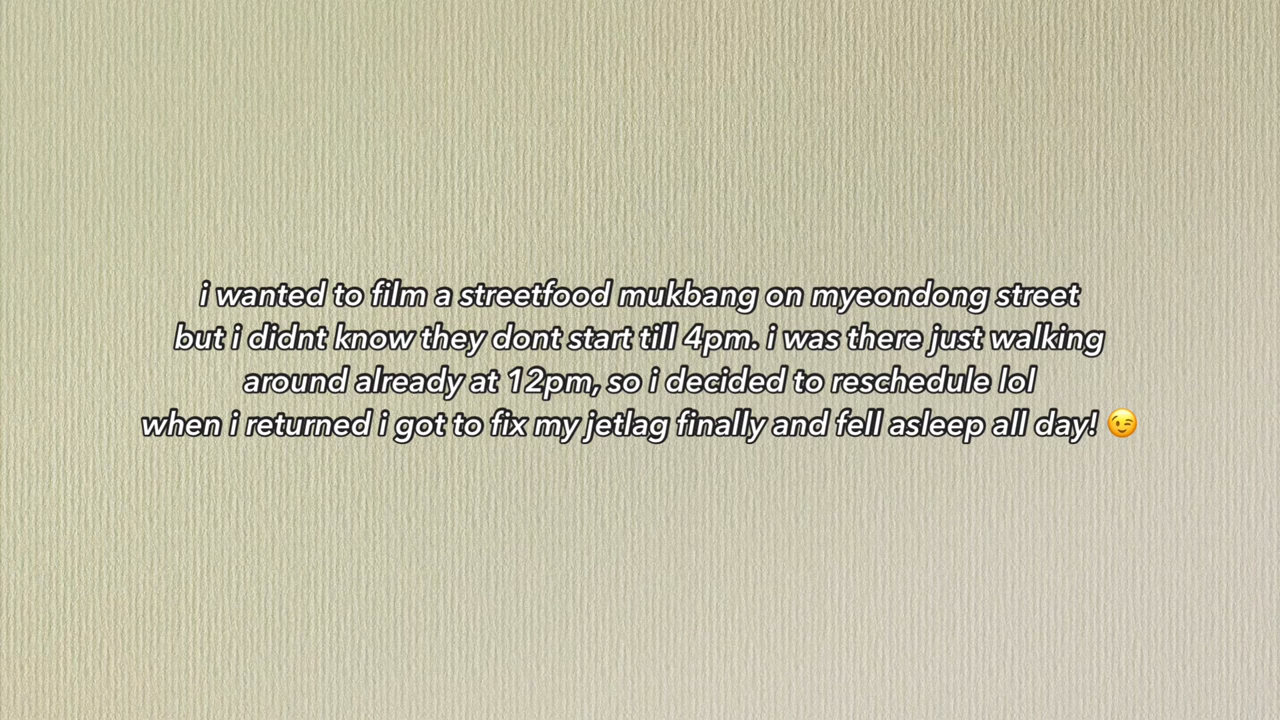 i wanted to film a streetfood mukbang on myeondong street
but i didnt know they dont start till 4pm. i was there just walking
around already at 12pm, so i decided to reschedule lol
when i returned i got to fix my jetlag finally and fell asleep all day! 😉